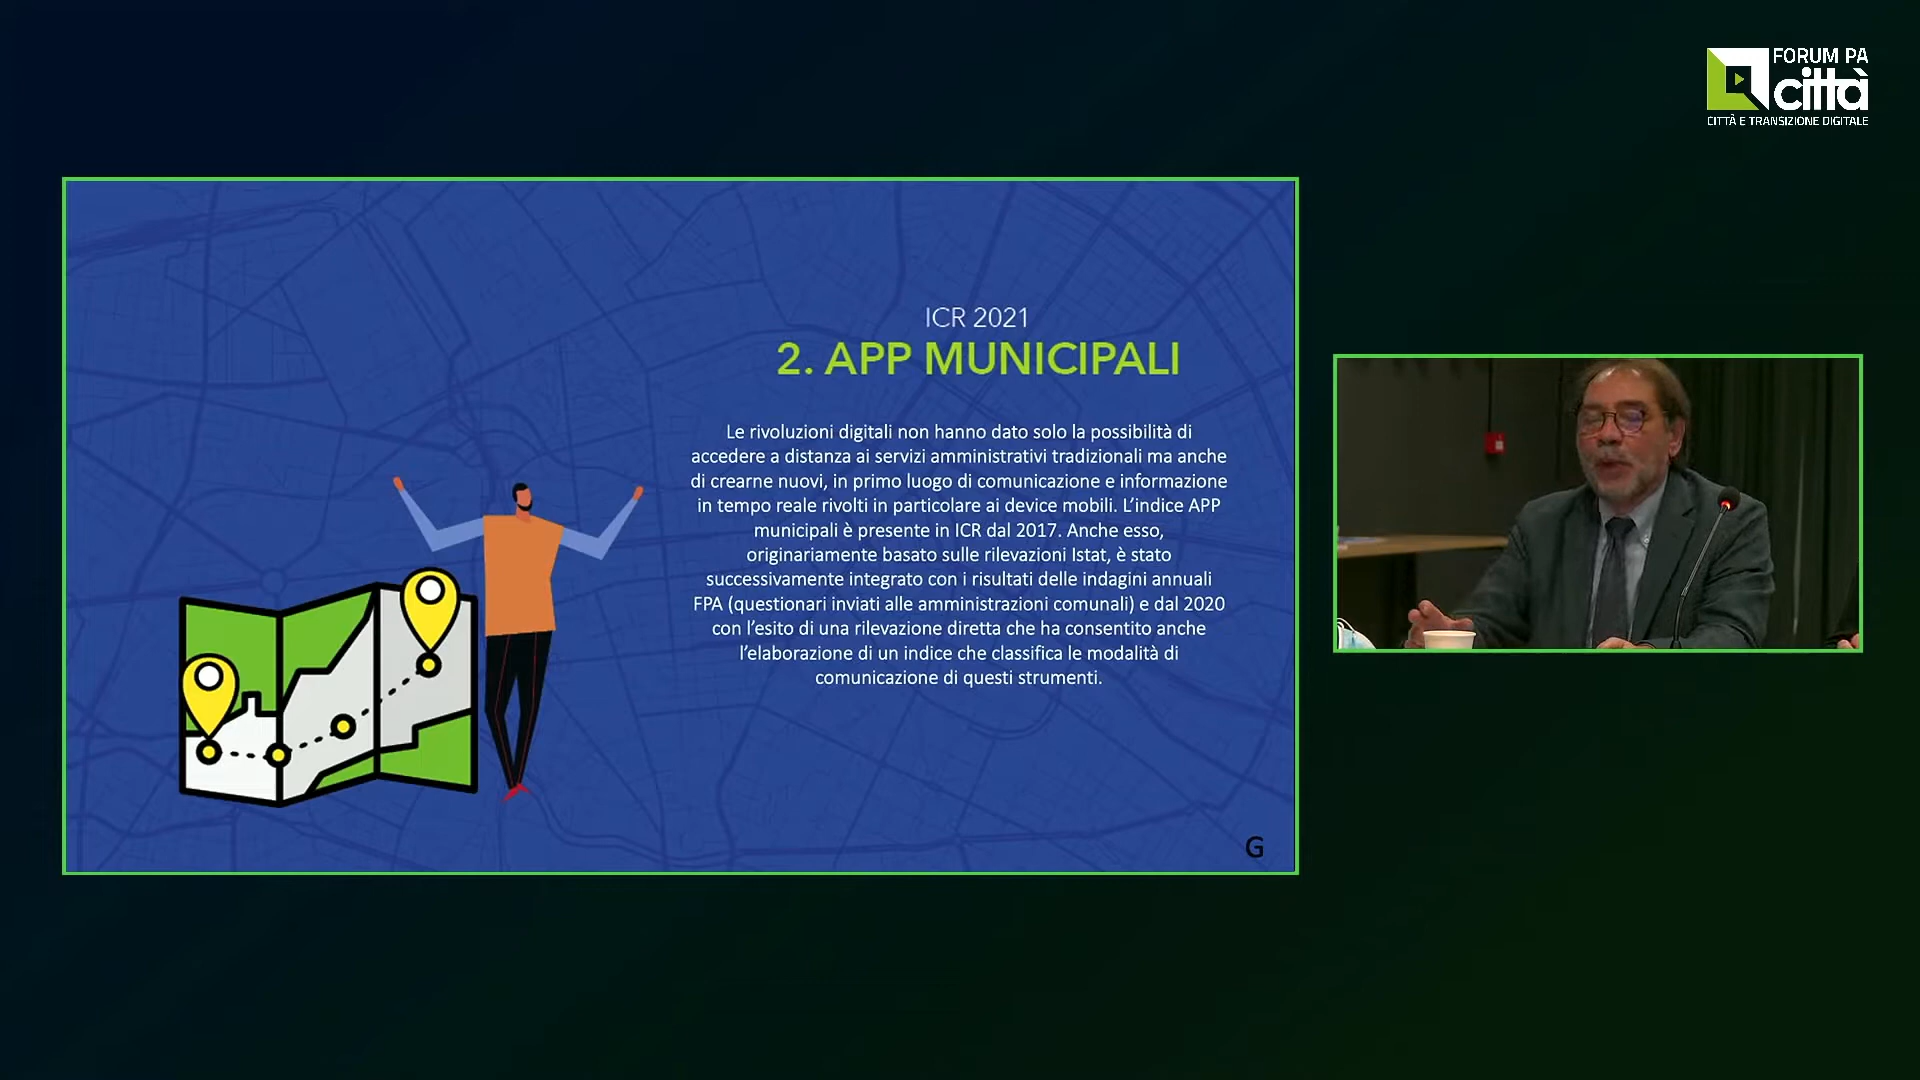 FORUM PA
città
CITTÀ E TRANSIZIONE DIGITALE
ICR 2021
2. APP MUNICIPALI
Le rivoluzioni digitali non hanno dato solo la possibilità di
accedere a distanza ai servizi amministrativi tradizionali ma anche
di crearne nuovi, in primo luogo di comunicazione e informazione
in tempo reale rivolti in particolare ai device mobili. L’indice APP
municipali è presente in ICR dal 2017. Anche esso,
originariamente basato sulle rilevazioni Istat, è stato
successivamente integrato con i risultati delle indagini annuali
FPA (questionari inviati alle amministrazioni comunali) e dal 2020
con l’esito di una rilevazione diretta che ha consentito anche
l’elaborazione di un indice che classifica le modalità di
comunicazione di questi strumenti.
G